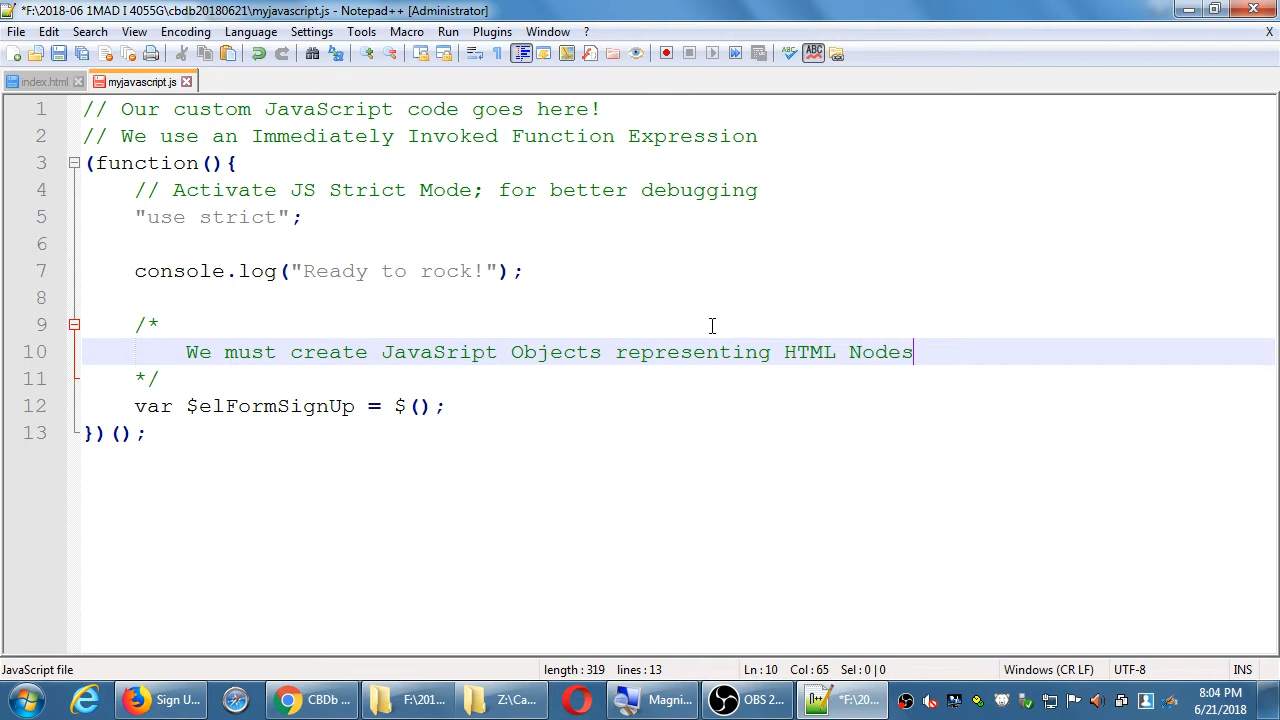 *F:\2018-06 1MAD I 4055G\cbdb20180621\myjavascript.js - Notepad++ [Administrator]
File Edit Search View Encoding Language Settings Tools Macro Run Plugins Window ? X
index.html myjavascript.js
1 // Our custom JavaScript code goes here!
2 // We use an Immediately Invoked Function Expression
3 (function(){
4 // Activate JS Strict Mode; for better debugging
5 "use strict";
6
7 console.log("Ready to rock!");
8
9 /*
10 We must create JavaSript Objects representing HTML Nodes
11 */
12 var $elFormSignUp = $();
13 })();
JavaScript file length : 319 lines : 13 Ln : 10 Col : 65 Sel : 0 | 0 Windows (CR LF) UTF-8 INS
Sign U... CBDb ... F:\201... Z:\Ca... Magni... OBS 2... *F:\20... 8:04 PM
6/21/2018